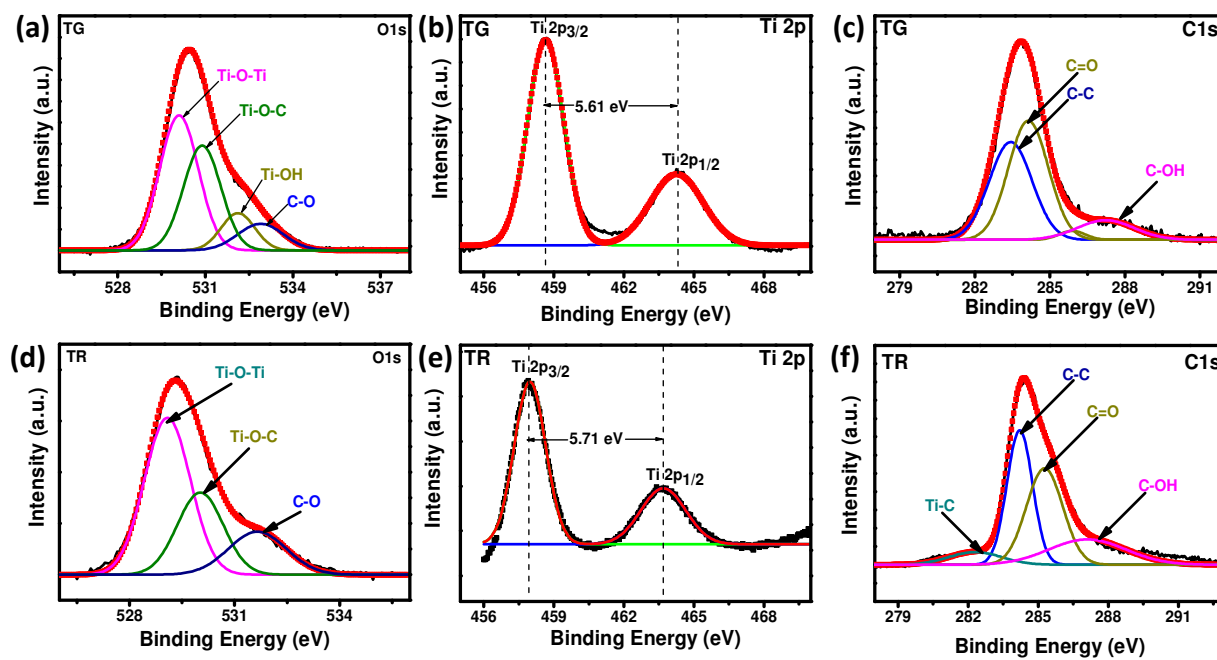 (a) TG O1s
Ti-O-Ti
Ti-O-C
Ti-OH
C-O
Intensity (a.u.)
528 531 534 537
Binding Energy (eV)
(b) TG Ti 2p3/2 Ti 2p
5.61 eV
Ti 2p1/2
Intensity (a.u.)
456 459 462 465 468
Binding Energy (eV)
(c) TG C1s
C=O
C-C
C-OH
Intensity (a.u.)
279 282 285 288 291
Binding Energy (eV)
(d) TR O1s
Ti-O-Ti
Ti-O-C
C-O
Intensity (a.u.)
528 531 534
Binding Energy (eV)
(e) TR Ti 2p3/2 Ti 2p
5.71 eV
Ti 2p1/2
Intensity (a.u.)
456 459 462 465 468
Binding Energy (eV)
(f) TR C1s
C-C
C=O
C-OH
Ti-C
Intensity (a.u.)
279 282 285 288 291
Binding Energy (eV)